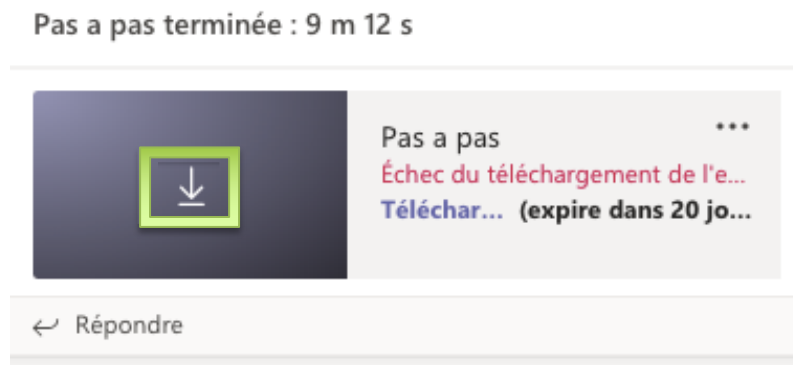 Pas a pas terminée : 9 m 12 s
Pas a pas
Échec du téléchargement de l'e...
Téléchar... (expire dans 20 jo...
Répondre